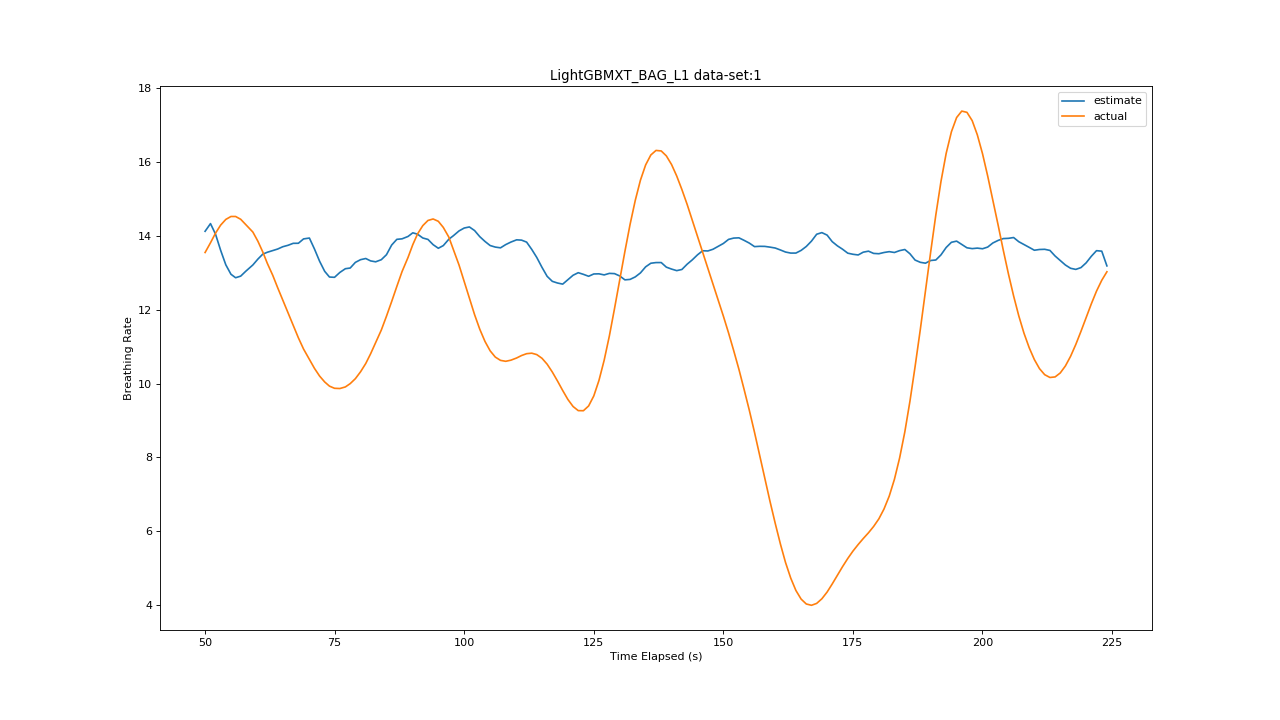 LightGBMXT_BAG_L1 data-set:1
estimate
actual
18
16
14
12
10
8
6
4
Breathing Rate
50 75 100 125 150 175 200 225
Time Elapsed (s)